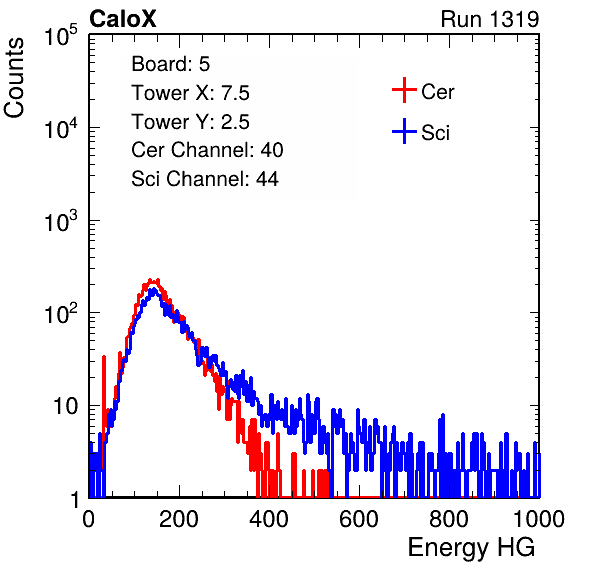 CaloX Run 1319
Counts
10^5
10^4
10^3
10^2
10
1
Board: 5
Tower X: 7.5
Tower Y: 2.5
Cer Channel: 40
Sci Channel: 44
Cer
Sci
0 200 400 600 800 1000
Energy HG